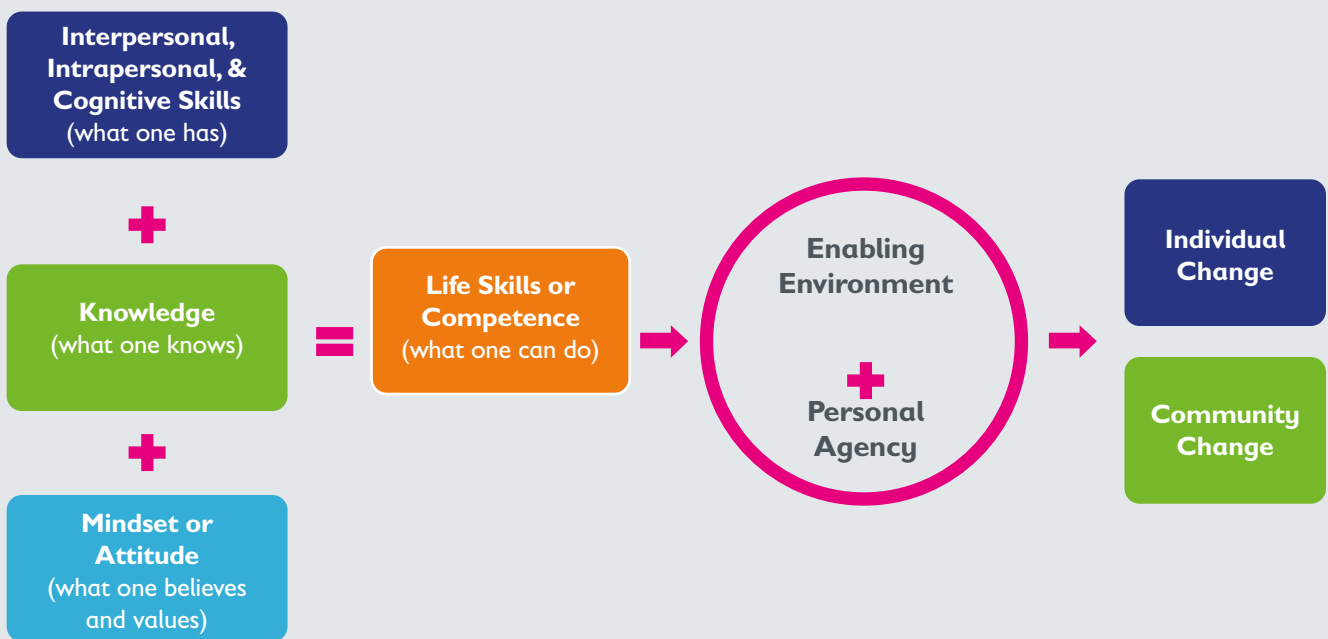 Interpersonal,
Intrapersonal, &
Cognitive Skills
(what one has)
+
Knowledge
(what one knows)
+
Mindset or
Attitude
(what one believes
and values)
=
Life Skills or
Competence
(what one can do)
Enabling
Environment
+
Personal
Agency
Individual
Change
Community
Change